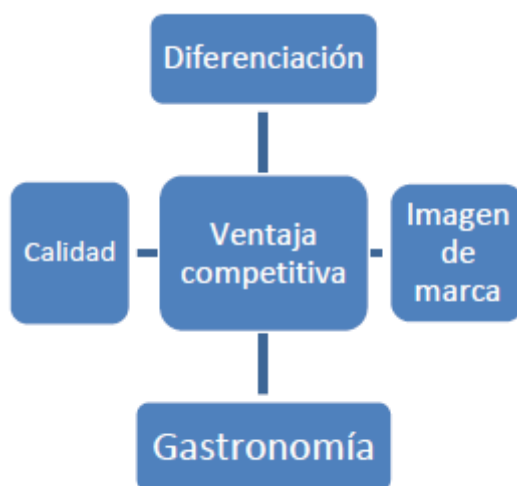 Diferenciación
Calidad
Ventaja
competitiva
Imagen
de
marca
Gastronomía